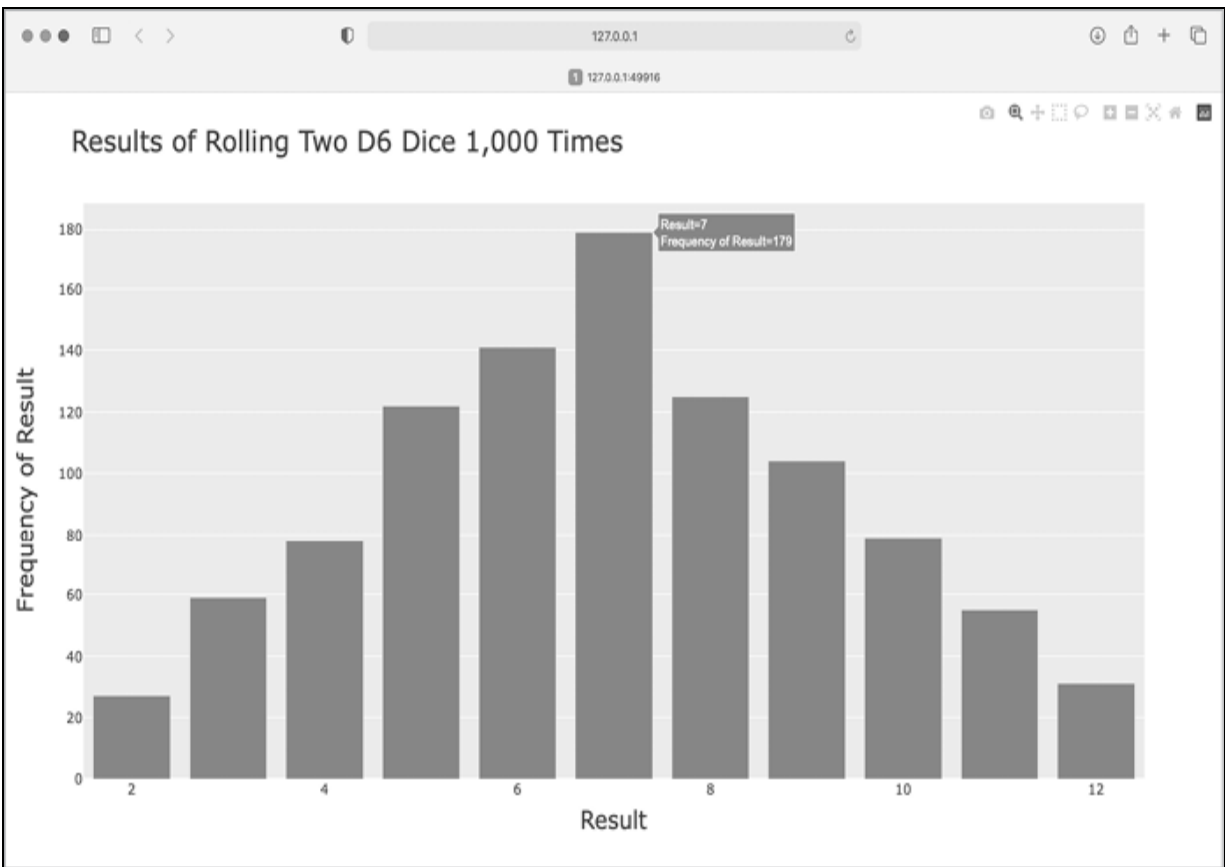 127.0.0.1
1 127.0.0.1:49916
Results of Rolling Two D6 Dice 1,000 Times
Result=7
Frequency of Result=179
180
160
140
120
100
80
60
40
20
0
Frequency of Result
2 4 6 8 10 12
Result